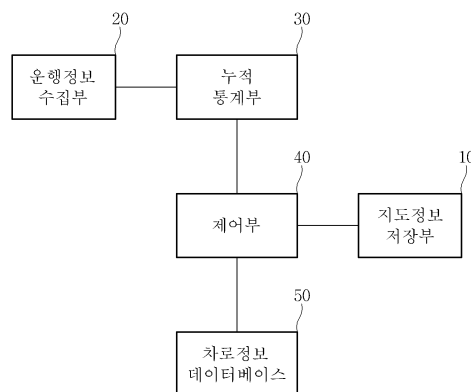 20
운행정보
수집부
30
누적
통계부
40
제어부
10
지도정보
저장부
50
차로정보
데이터베이스